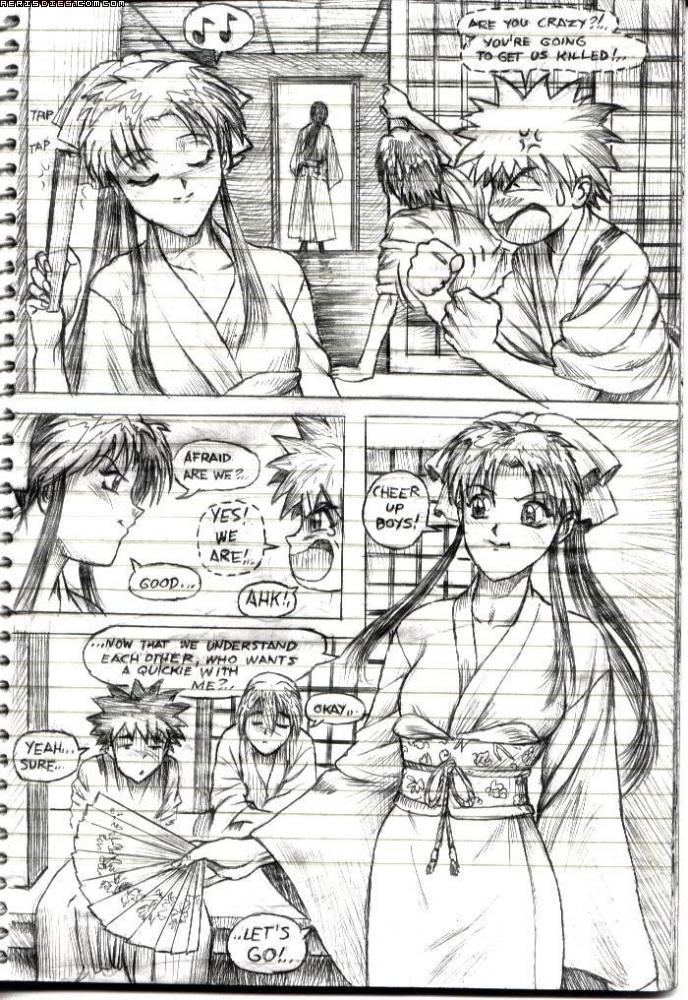 AERISDIES.COM.COM
ARE YOU CRAZY?!..
YOU'RE GOING
TO GET US KILLED!..
TAP
TAP
AFRAID
ARE WE?..
YES!
WE
ARE!..
GOOD...
AHK!..
CHEER
UP
BOYS!
...NOW THAT WE UNDERSTAND
EACH OTHER, WHO WANTS
A QUICKIE WITH
ME?..
OKAY...
YEAH...
SURE...
..LET'S
GO!...